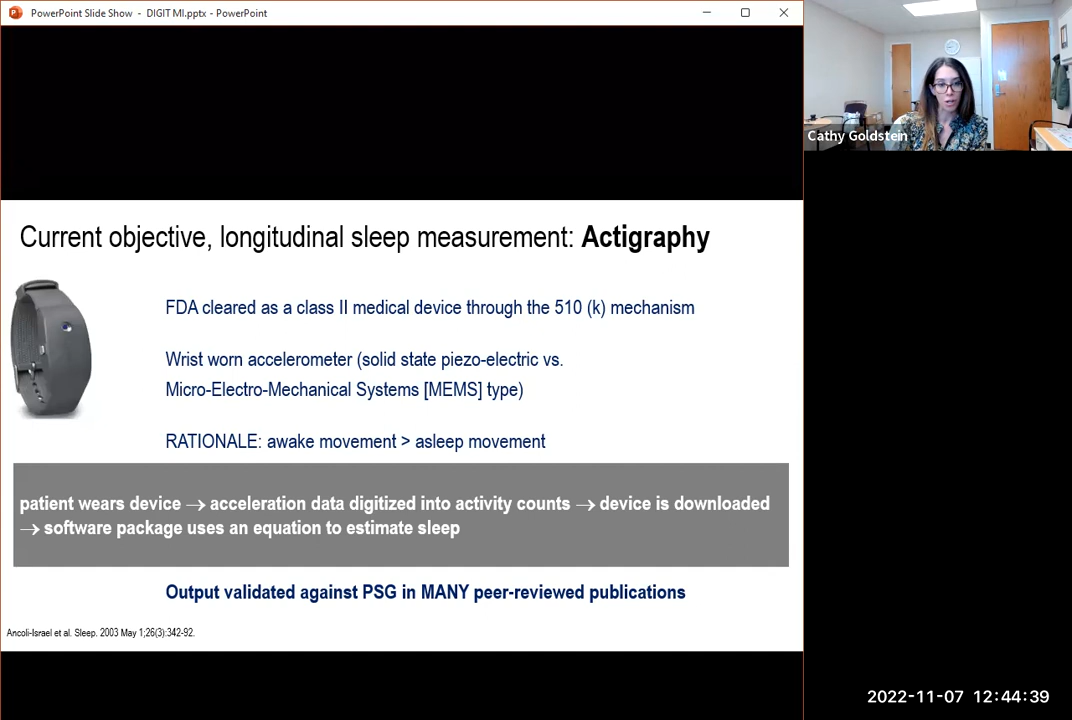 PowerPoint Slide Show - DIGIT MI.pptx - PowerPoint
Cathy Goldstein
Current objective, longitudinal sleep measurement: Actigraphy
FDA cleared as a class II medical device through the 510 (k) mechanism
Wrist worn accelerometer (solid state piezo-electric vs.
Micro-Electro-Mechanical Systems [MEMS] type)
RATIONALE: awake movement > asleep movement
patient wears device → acceleration data digitized into activity counts → device is downloaded
→ software package uses an equation to estimate sleep
Output validated against PSG in MANY peer-reviewed publications
Ancoli-Israel et al. Sleep. 2003 May 1;26(3):342-92.
2022-11-07 12:44:39